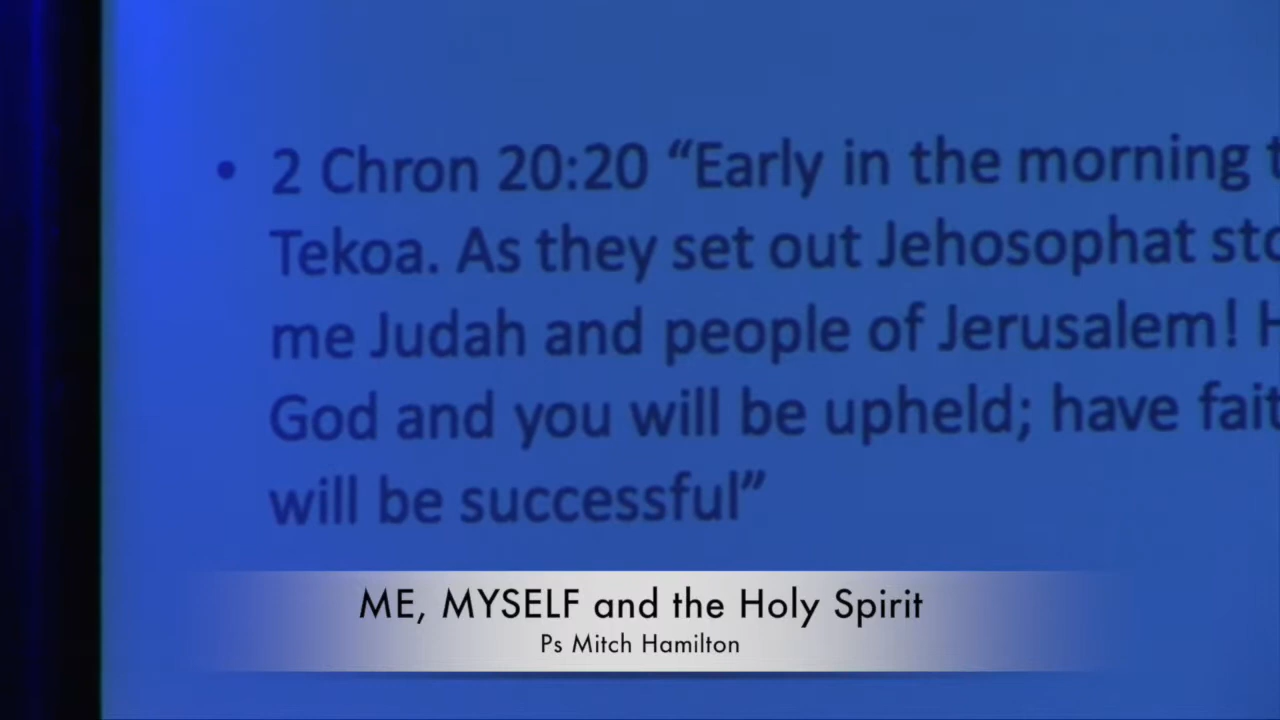 • 2 Chron 20:20 “Early in the morning
Tekoa. As they set out Jehosophat
me Judah and people of Jerusalem!
God and you will be upheld; have
will be successful”
ME, MYSELF and the Holy Spirit
Ps Mitch Hamilton